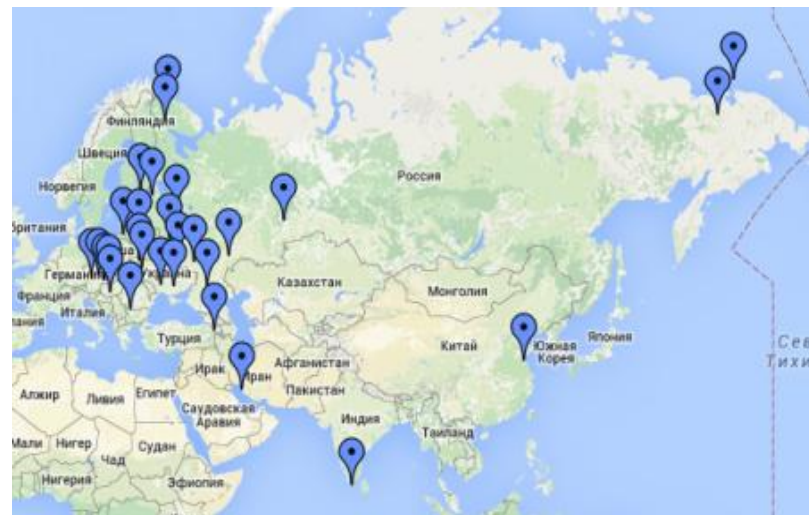 Финляндия
Швеция
Россия
Норвегия
британия
Германия
Украина
Казахстан
Франция
Монголия
Италия
Турция
Китай
Южная
Корея
Япония
Сев
Тихи
Афганистан
Ирак
Иран
Пакистан
Алжир
Ливия
Египет
Саудовская
Аравия
Индия
Таиланд
Мали
Нигер
Чад
Судан
Нигерия
Эфиопия